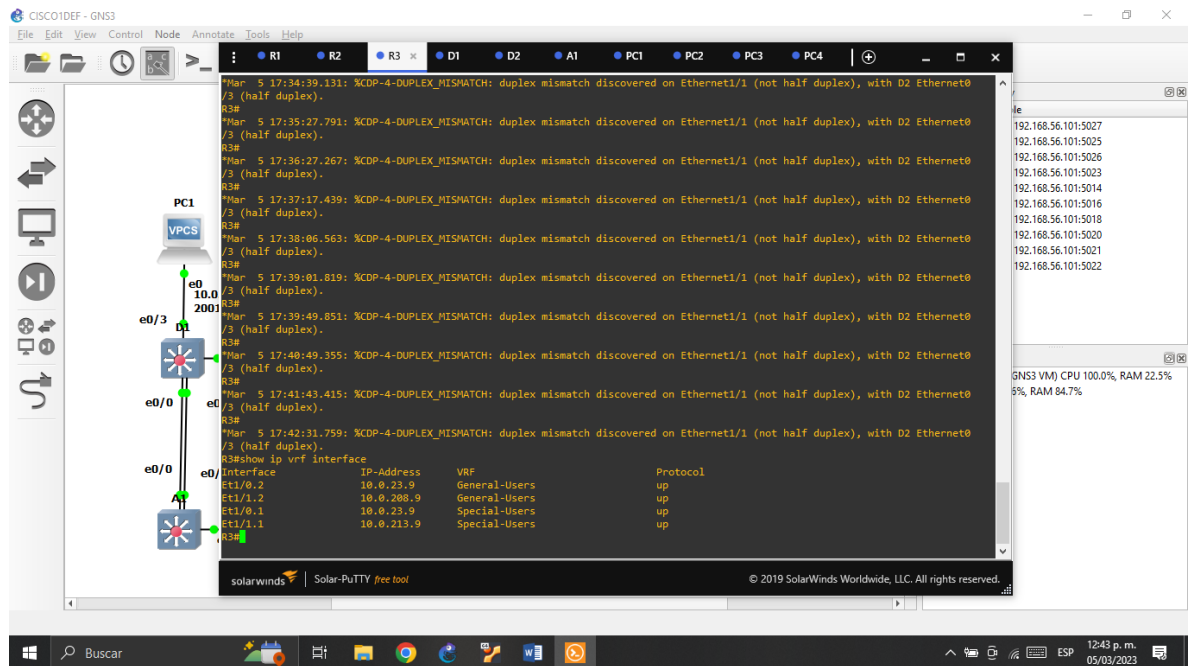 CISCO1DEF - GNS3
File Edit View Control Node Annotate Tools Help
R1 R2 R3 D1 D2 A1 PC1 PC2 PC3 PC4
*Mar  5 17:34:39.131: %CDP-4-DUPLEX_MISMATCH: duplex mismatch discovered on Ethernet1/1 (not half duplex), with D2 Ethernet0
/3 (half duplex).
R3#
*Mar  5 17:35:27.791: %CDP-4-DUPLEX_MISMATCH: duplex mismatch discovered on Ethernet1/1 (not half duplex), with D2 Ethernet0
/3 (half duplex).
R3#
*Mar  5 17:36:27.267: %CDP-4-DUPLEX_MISMATCH: duplex mismatch discovered on Ethernet1/1 (not half duplex), with D2 Ethernet0
/3 (half duplex).
R3#
*Mar  5 17:37:17.439: %CDP-4-DUPLEX_MISMATCH: duplex mismatch discovered on Ethernet1/1 (not half duplex), with D2 Ethernet0
/3 (half duplex).
R3#
*Mar  5 17:38:06.563: %CDP-4-DUPLEX_MISMATCH: duplex mismatch discovered on Ethernet1/1 (not half duplex), with D2 Ethernet0
/3 (half duplex).
R3#
*Mar  5 17:39:01.819: %CDP-4-DUPLEX_MISMATCH: duplex mismatch discovered on Ethernet1/1 (not half duplex), with D2 Ethernet0
/3 (half duplex).
R3#
*Mar  5 17:39:49.851: %CDP-4-DUPLEX_MISMATCH: duplex mismatch discovered on Ethernet1/1 (not half duplex), with D2 Ethernet0
/3 (half duplex).
R3#
*Mar  5 17:40:49.355: %CDP-4-DUPLEX_MISMATCH: duplex mismatch discovered on Ethernet1/1 (not half duplex), with D2 Ethernet0
/3 (half duplex).
R3#
*Mar  5 17:41:43.415: %CDP-4-DUPLEX_MISMATCH: duplex mismatch discovered on Ethernet1/1 (not half duplex), with D2 Ethernet0
/3 (half duplex).
R3#
*Mar  5 17:42:31.759: %CDP-4-DUPLEX_MISMATCH: duplex mismatch discovered on Ethernet1/1 (not half duplex), with D2 Ethernet0
/3 (half duplex).
R3#show ip vrf interface
Interface IP-Address VRF Protocol
Et1/0.2 10.0.23.9 General-Users up
Et1/1.2 10.0.208.9 General-Users up
Et1/0.1 10.0.23.9 Special-Users up
Et1/1.1 10.0.213.9 Special-Users up
R3#
solarwinds Solar-PuTTY free tool © 2019 SolarWinds Worldwide, LLC. All rights reserved.
PC1
VPCS
e0
10.0
2001
e0/3
D1
e0/0 e0
e0/0 e0/
A1
192.168.56.101:5027
192.168.56.101:5025
192.168.56.101:5026
192.168.56.101:5023
192.168.56.101:5014
192.168.56.101:5016
192.168.56.101:5018
192.168.56.101:5020
192.168.56.101:5021
192.168.56.101:5022
GNS3 VM) CPU 100.0%, RAM 22.5%
%, RAM 84.7%
Buscar
ESP
12:43 p. m.
05/03/2023